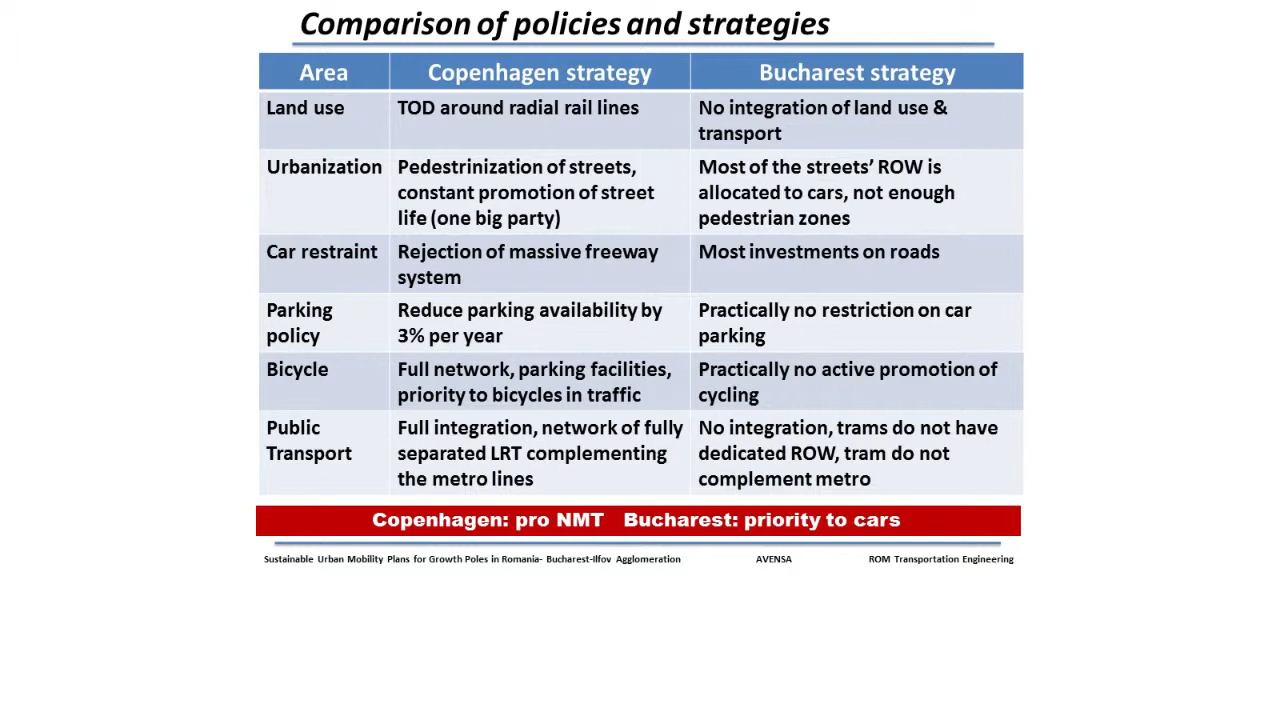 Comparison of policies and strategies
Area
Copenhagen strategy
Bucharest strategy
Land use
TOD around radial rail lines
No integration of land use &
transport
Urbanization
Pedestrinization of streets,
constant promotion of street
life (one big party)
Most of the streets' ROW is
allocated to cars, not enough
pedestrian zones
Car restraint
Rejection of massive freeway
system
Most investments on roads
Parking
policy
Reduce parking availability by
3% per year
Practically no restriction on car
parking
Bicycle
Full network, parking facilities,
priority to bicycles in traffic
Practically no active promotion of
cycling
Public
Transport
Full integration, network of fully
separated LRT complementing
the metro lines
No integration, trams do not have
dedicated ROW, tram do not
complement metro
Copenhagen: pro NMT Bucharest: priority to cars
Sustainable Urban Mobility Plans for Growth Poles in Romania- Bucharest-Ilfov Agglomeration
AVENSA
ROM Transportation Engineering